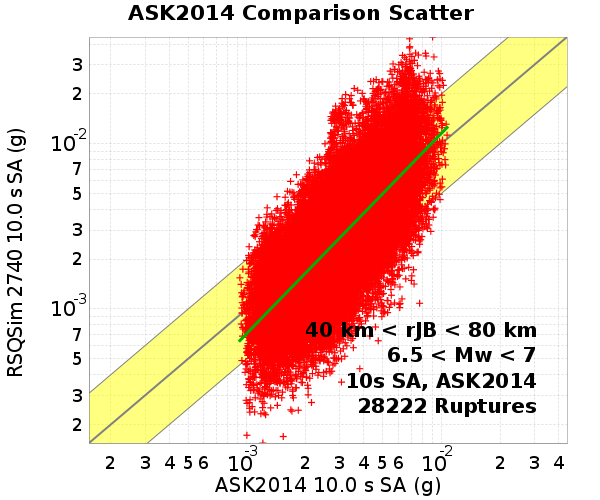 ASK2014 Comparison Scatter
RSQSim 2740 10.0 s SA (g)
3
2
10-2
7
5
3
2
10-3
7
5
3
2
40 km < rJB < 80 km
6.5 < Mw < 7
10s SA, ASK2014
28222 Ruptures
2 3 4 5 6 10-3 2 3 4 5 6 10-2 2 3 4
ASK2014 10.0 s SA (g)